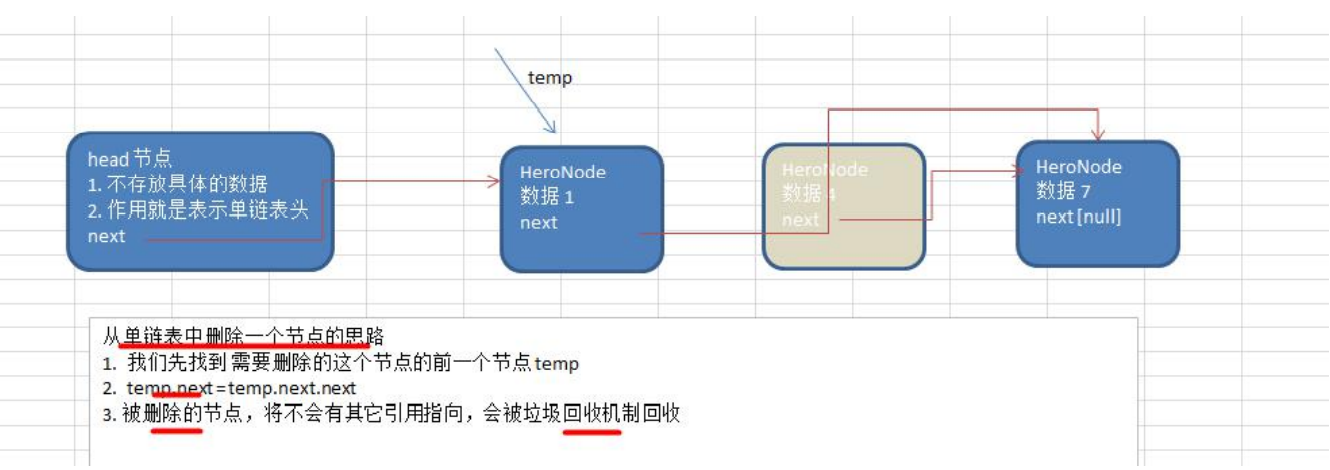 temp
head 节点
1. 不存放具体的数据
2. 作用就是表示单链表头
next
HeroNode
数据 1
next
HeroNode
数据 4
next
HeroNode
数据 7
next [null]
从单链表中删除一个节点的思路
1. 我们先找到 需要删除的这个节点的前一个节点 temp
2. temp.next =temp.next.next
3. 被删除的节点，将不会有其它引用指向，会被垃圾回收机制回收